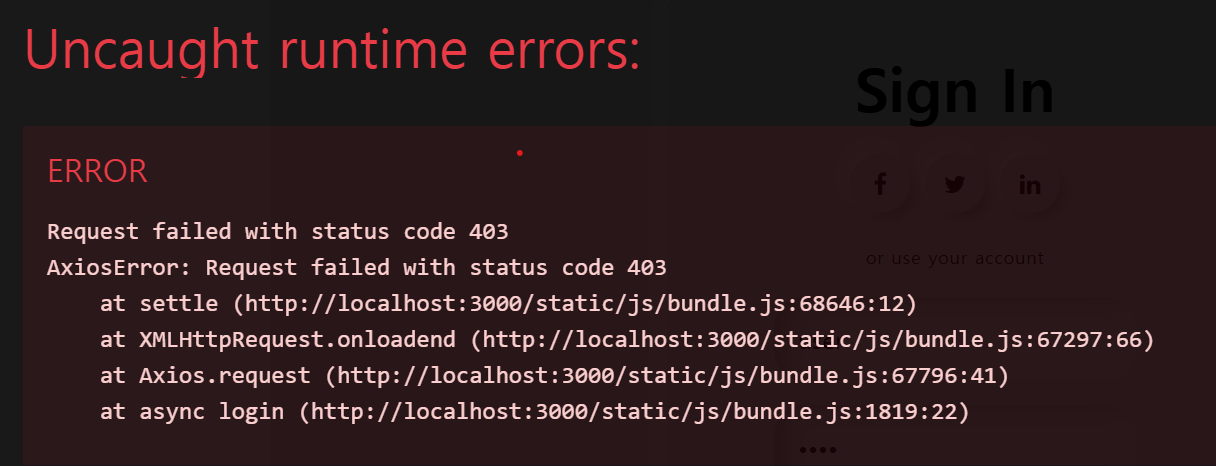 Uncaught runtime errors:
Sign In
ERROR
Request failed with status code 403
AxiosError: Request failed with status code 403
or use your account
at settle (http://localhost:3000/static/js/bundle.js:68646:12)
at XMLHttpRequest.onloadend (http://localhost:3000/static/js/bundle.js:67297:66)
at Axios.request (http://localhost:3000/static/js/bundle.js:67796:41)
at async login (http://localhost:3000/static/js/bundle.js:1819:22)